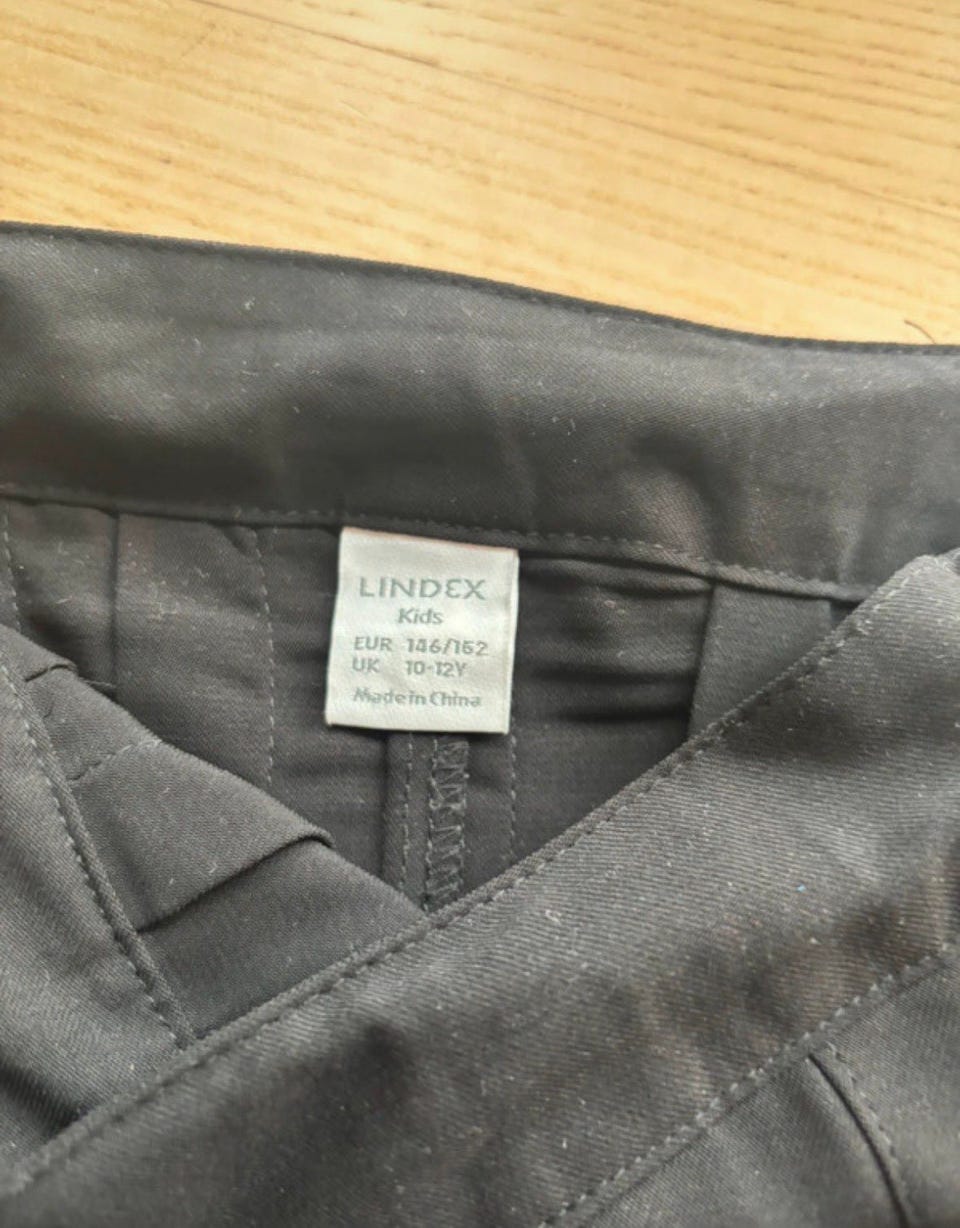 LINDEX
Kids
EUR 146/152
UK 10-12Y
Made in China